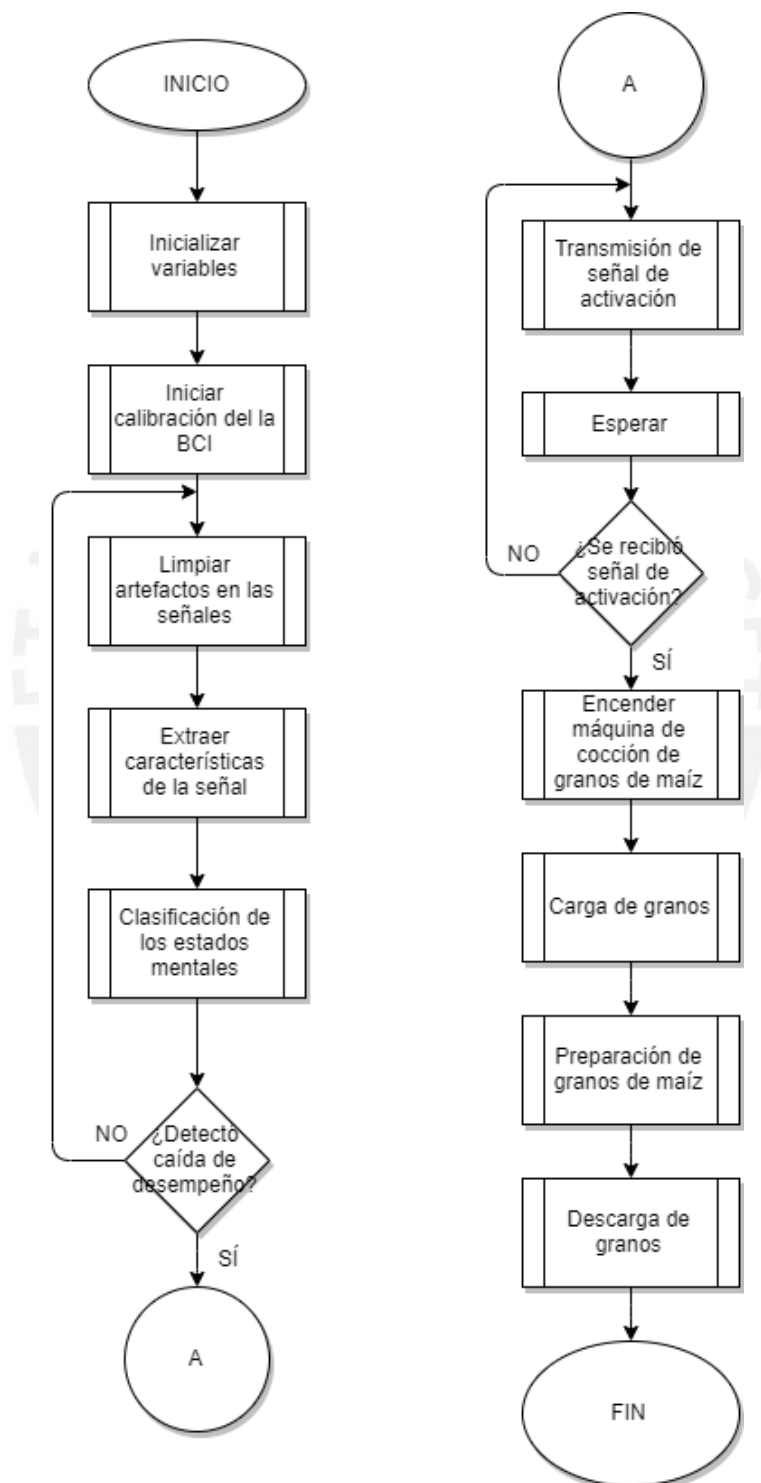 INICIO
Inicializar
variables
Iniciar
calibración del la
BCI
Limpiar
artefactos en las
señales
Extraer
características
de la señal
Clasificación de
los estados
mentales
NO
¿Detectó
caída de
desempeño?
SÍ
A
A
Transmisión de
señal de
activación
Esperar
NO
¿Se recibió
señal de
activación?
SÍ
Encender
máquina de
cocción de
granos de maíz
Carga de granos
Preparación de
granos de maíz
Descarga de
granos
FIN